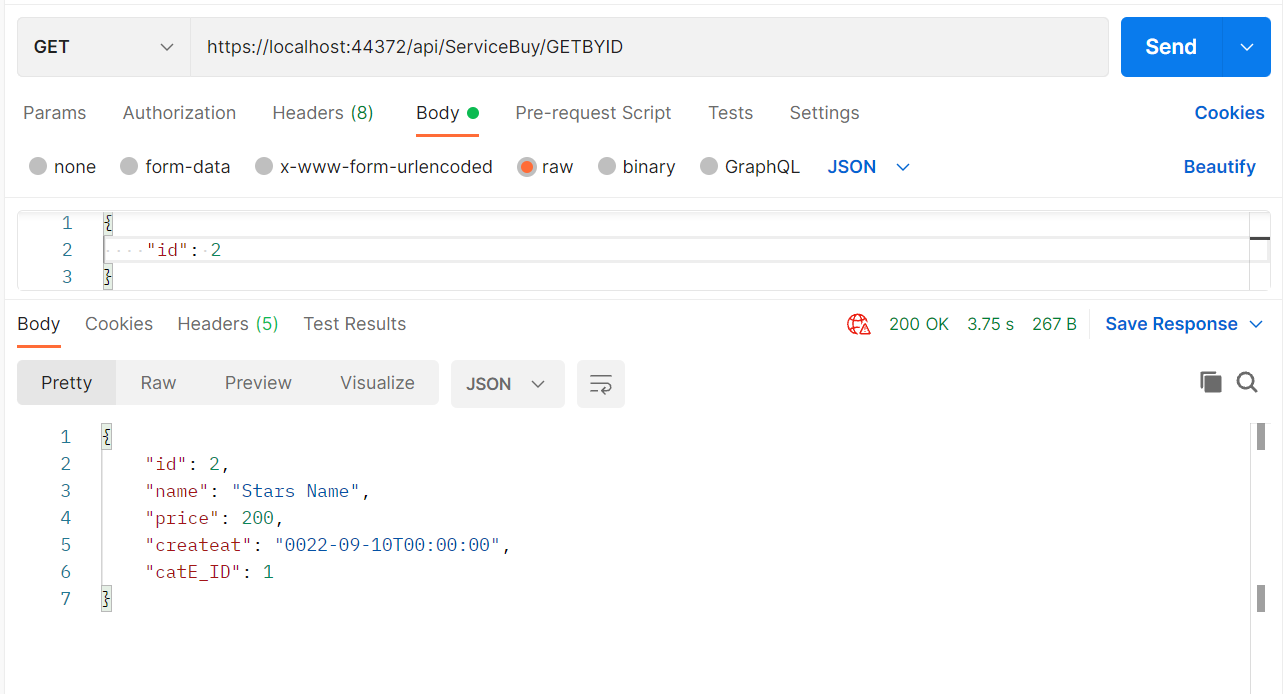 GET https://localhost:44372/api/ServiceBuy/GETBYID Send
Params Authorization Headers (8) Body Pre-request Script Tests Settings Cookies
none form-data x-www-form-urlencoded raw binary GraphQL JSON Beautify
1 {
2 "id": 2
3 }
Body Cookies Headers (5) Test Results 200 OK 3.75 s 267 B Save Response
Pretty Raw Preview Visualize JSON
1 {
2 "id": 2,
3 "name": "Stars Name",
4 "price": 200,
5 "createat": "0022-09-10T00:00:00",
6 "catE_ID": 1
7 }